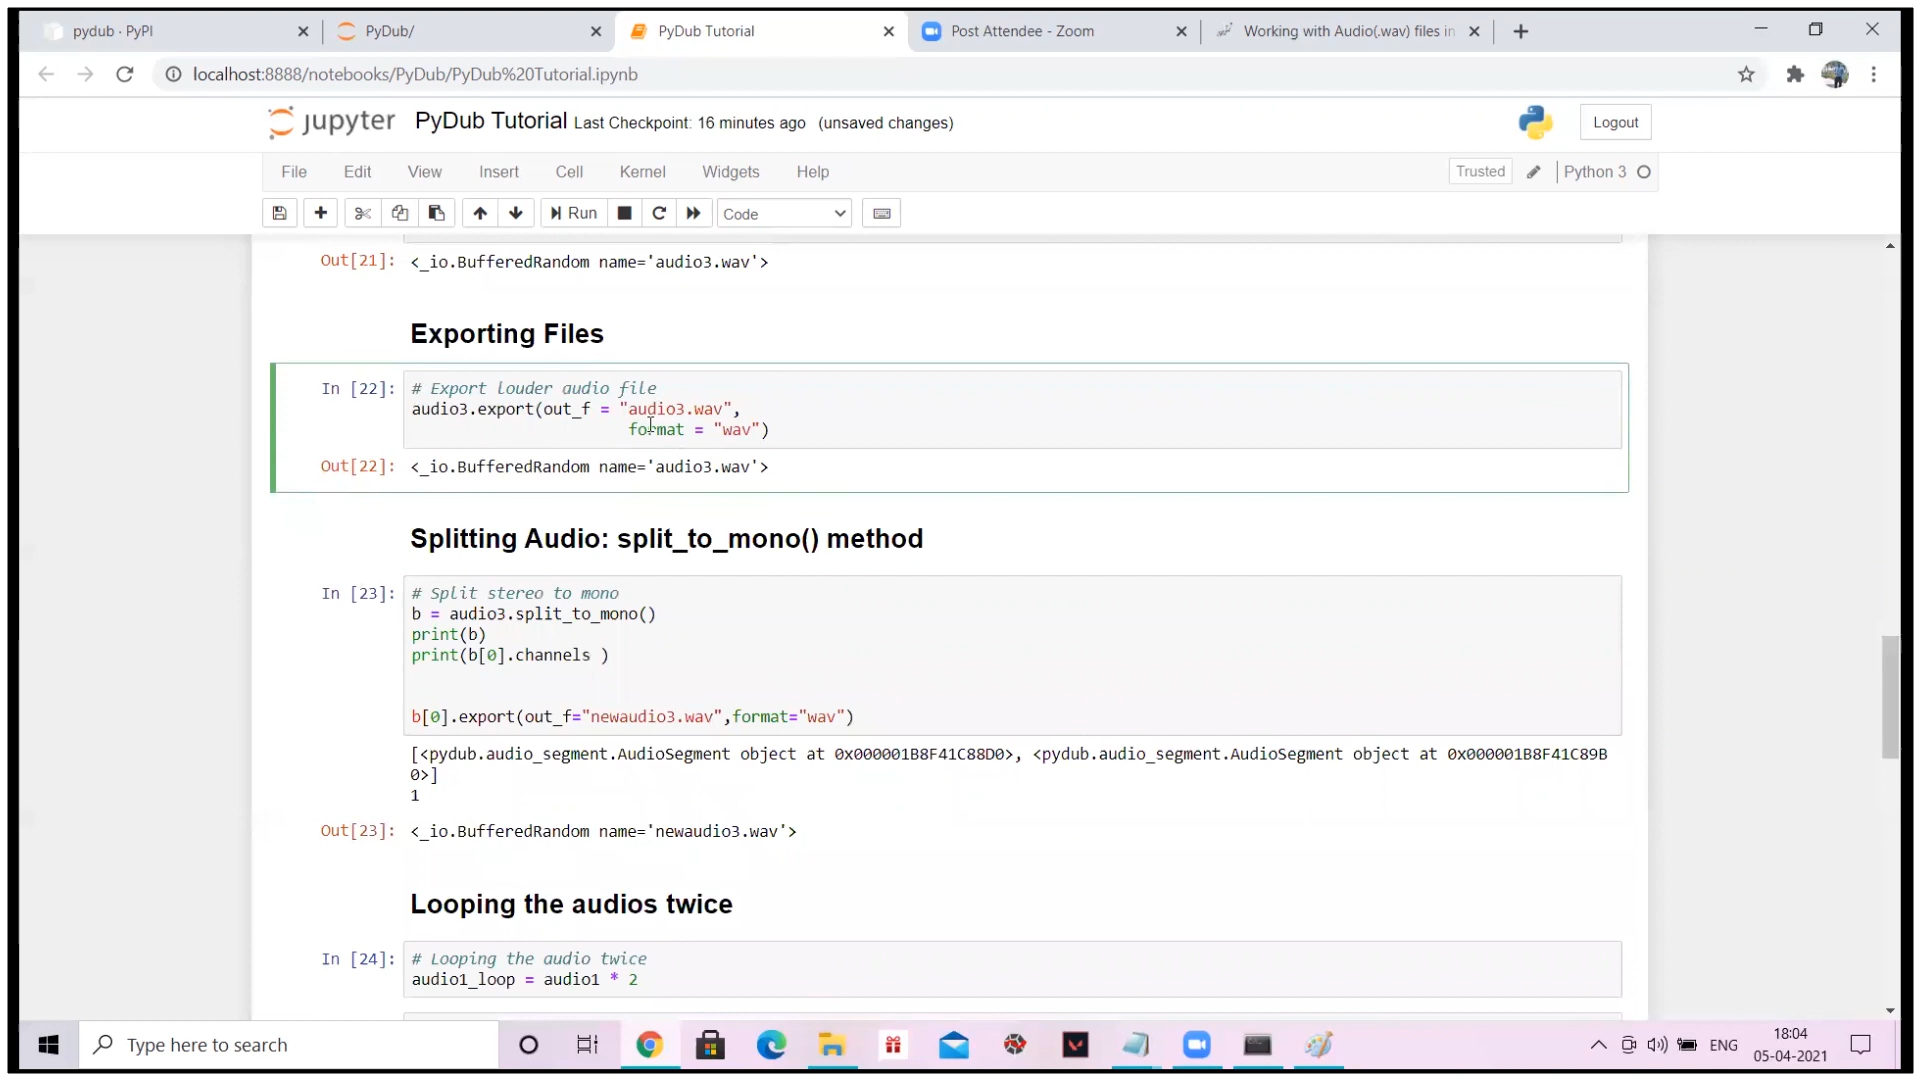 pydub · PyPI
PyDub/
PyDub Tutorial
Post Attendee - Zoom
Working with Audio(.wav) files in
localhost:8888/notebooks/PyDub/PyDub%20Tutorial.ipynb
jupyter PyDub Tutorial Last Checkpoint: 16 minutes ago (unsaved changes)
Logout
File Edit View Insert Cell Kernel Widgets Help
Trusted Python 3
Run Code
Out[21]: <_io.BufferedRandom name='audio3.wav'>
Exporting Files
In [22]: # Export louder audio file
audio3.export(out_f = "audio3.wav",
format = "wav")
Out[22]: <_io.BufferedRandom name='audio3.wav'>
Splitting Audio: split_to_mono() method
In [23]: # Split stereo to mono
b = audio3.split_to_mono()
print(b)
print(b[0].channels )
b[0].export(out_f="newaudio3.wav",format="wav")
[<pydub.audio_segment.AudioSegment object at 0x000001B8F41C88D0>, <pydub.audio_segment.AudioSegment object at 0x000001B8F41C89B
0>]
1
Out[23]: <_io.BufferedRandom name='newaudio3.wav'>
Looping the audios twice
In [24]: # Looping the audio twice
audio1_loop = audio1 * 2
Type here to search
ENG
18:04
05-04-2021